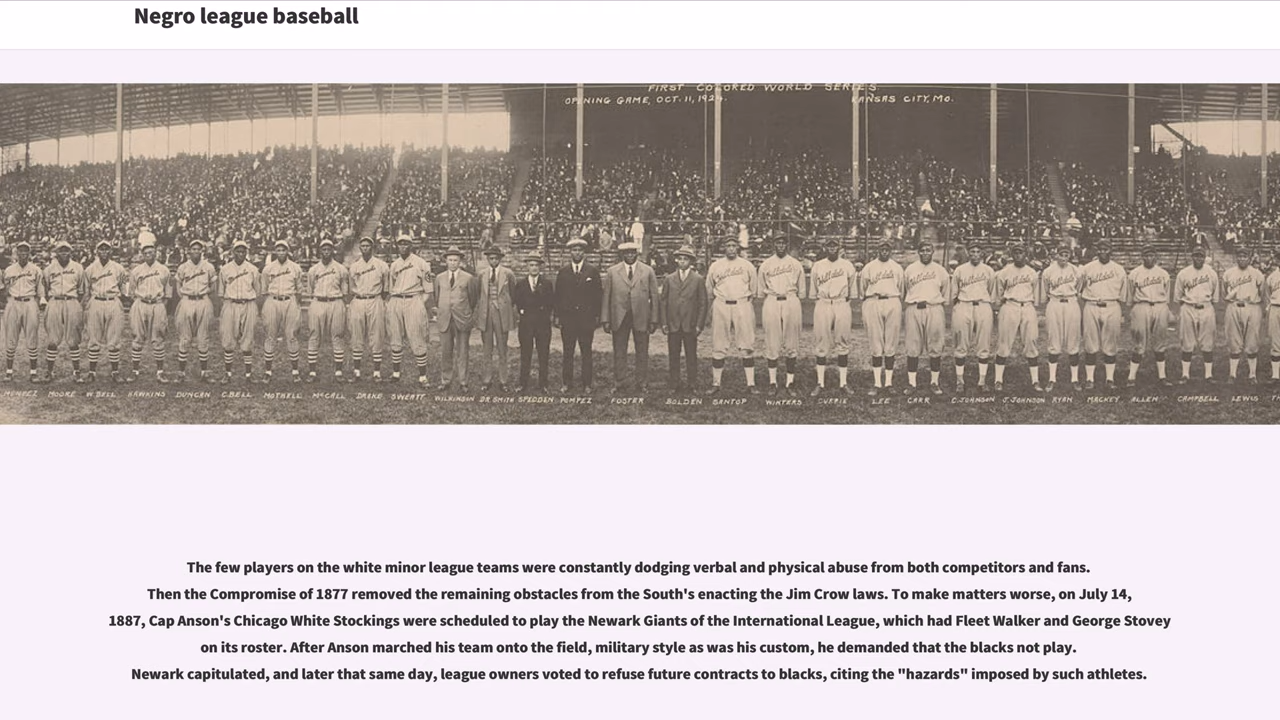 Negro league baseball
FIRST COLORED WORLD SERIES
OPENING GAME, OCT. 11, 1924. KANSAS CITY, MO.
MENDEZ MOORE W. BELL HAWKINS DUNCAN C. BELL MOTHELL McCALL DRAKE SWEATT WILKINSON DR SMITH SPEDDEN POMPEZ FOSTER BOLDEN SANTOP WINTERS CURRIE LEE CARR C. JOHNSON J. JOHNSON RYAN MACKEY ALLEN CAMPBELL LEWIS
The few players on the white minor league teams were constantly dodging verbal and physical abuse from both competitors and fans.
Then the Compromise of 1877 removed the remaining obstacles from the South's enacting the Jim Crow laws. To make matters worse, on July 14,
1887, Cap Anson's Chicago White Stockings were scheduled to play the Newark Giants of the International League, which had Fleet Walker and George Stovey
on its roster. After Anson marched his team onto the field, military style as was his custom, he demanded that the blacks not play.
Newark capitulated, and later that same day, league owners voted to refuse future contracts to blacks, citing the "hazards" imposed by such athletes.